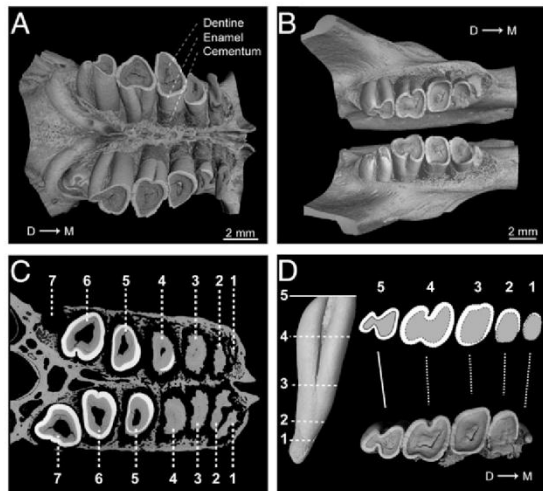 A
Dentine
Enamel
Cementum
D → M
2 mm
B
D → M
2 mm
C
7 6 5 4 3 2 1
7 6 5 4 3 2 1
D
5
4
3
2
1
5 4 3 2 1
D → M